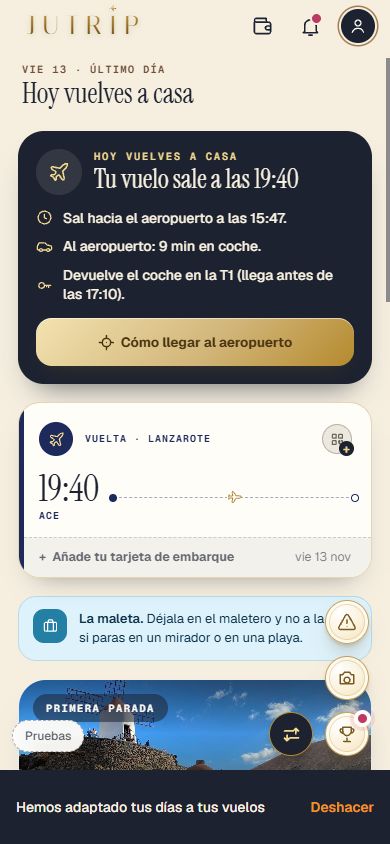 JUTRIP
VIE 13 · ÚLTIMO DÍA
Hoy vuelves a casa
HOY VUELVES A CASA
Tu vuelo sale a las 19:40
Sal hacia el aeropuerto a las 15:47.
Al aeropuerto: 9 min en coche.
Devuelve el coche en la T1 (llega antes de
las 17:10).
Cómo llegar al aeropuerto
VUELTA · LANZAROTE
19:40
ACE
+ Añade tu tarjeta de embarque
vie 13 nov
La maleta. Déjala en el maletero y no a la
si paras en un mirador o en una playa.
PRIMERA PARADA
Pruebas
Hemos adaptado tus días a tus vuelos
Deshacer